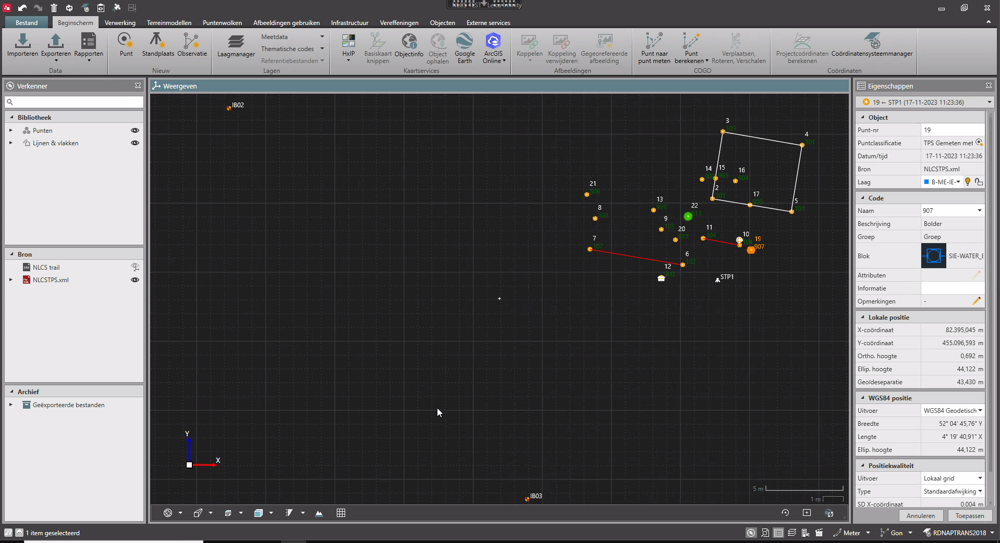 NLCS TEST - Leica Infinity
Bestand
Beginscherm
Verwerking
Terreinmodellen
Puntenwolken
Afbeeldingen gebruiken
Infrastructuur
Vereffeningen
Objecten
Externe services
Importeren
Exporteren
Rapporten
Data
Punt
Standplaats
Observatie
Nieuw
Laagmanager
Meetdata
Thematische codes
Referentiebestanden
Lagen
HxIP
Basiskaart knippen
Objectinfo
Object ophalen
Google Earth
ArcGIS Online
Kaartservices
Koppelen
Koppeling verwijderen
Gegeorefereerde afbeelding
Afbeeldingen
Punt naar punt meten
Punt berekenen
Verplaatsen, Roteren, Verschalen
COGO
Projectcoördinaten berekenen
Coördinatensysteemmanager
Coördinaten
Verkenner
Bibliotheek
Punten
Lijnen & vlakken
Bron
NLCS trail
NLCSTPS.xml
Archief
Geëxporteerde bestanden
Weergeven
IB02
3
101
4
101
14
15
903
16
904
21
508
2
101
17
905
5
101
13
901
8
103
22
9
103
20
977
11
104
10
104
19
907
7
102
6
102
12
900
STP1
Y
X
IB03
5 m
1 m
Eigenschappen
19 ← STP1 (17-11-2023 11:23:36)
Object
Punt-nr 19
Puntclassificatie TPS Gemeten met
Datum/tijd 17-11-2023 11:23:36
Bron NLCSTPS.xml
Laag B-ME-IE-
Code
Naam 907
Beschrijving Bolder
Groep Groep
Blok SIE-WATER_E
Attributen
Informatie
Opmerkingen -
Lokale positie
X-coördinaat 82.395,045 m
Y-coördinaat 455.096,593 m
Ortho. hoogte 0,692 m
Ellip. hoogte 44,122 m
Geoïdeseparatie 43,430 m
WGS84 positie
Uitvoer WGS84 Geodetisch
Breedte 52° 04' 45,76" Y
Lengte 4° 19' 40,91" X
Ellip. hoogte 44,122 m
Positiekwaliteit
Uitvoer Lokaal grid
Type Standaardafwijking
SD X-coördinaat 0,004 m
Annuleren
Toepassen
1 item geselecteerd
Meter
Gon
RDNAPTRANS2018